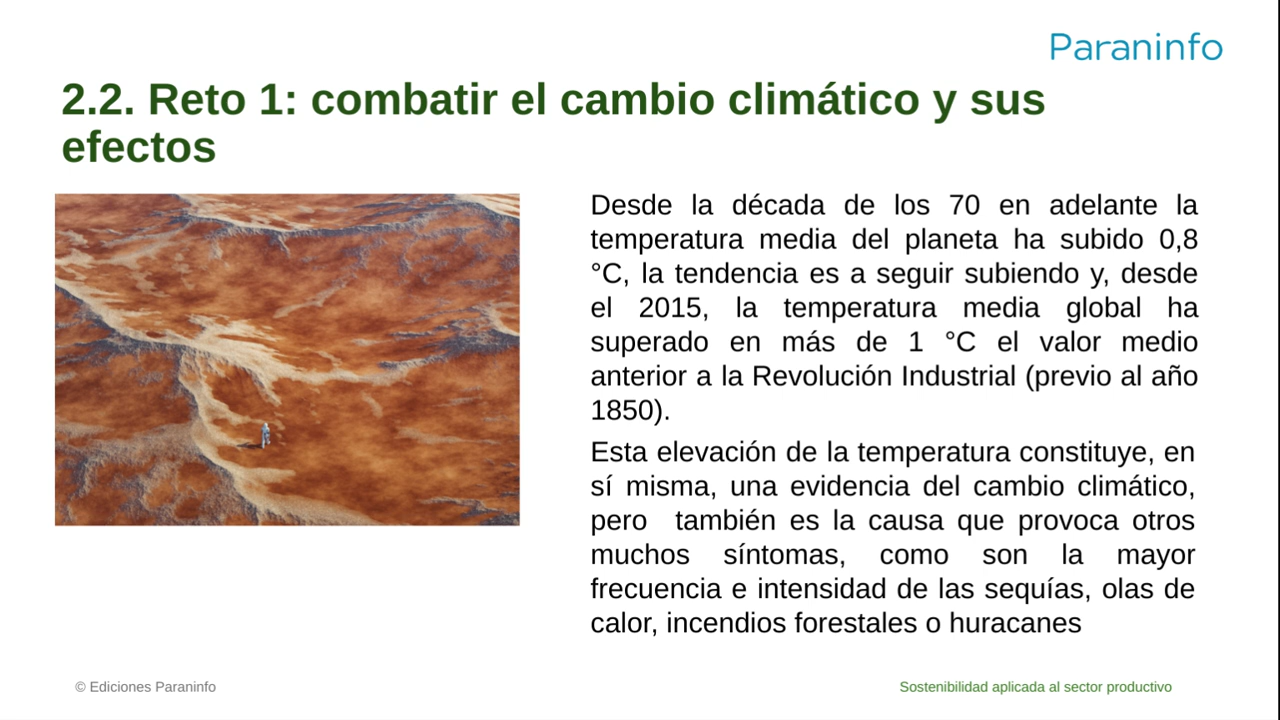 Paraninfo
2.2. Reto 1: combatir el cambio climático y sus
efectos
Desde la década de los 70 en adelante la
temperatura media del planeta ha subido 0,8
°C, la tendencia es a seguir subiendo y, desde
el 2015, la temperatura media global ha
superado en más de 1 °C el valor medio
anterior a la Revolución Industrial (previo al año
1850).
Esta elevación de la temperatura constituye, en
sí misma, una evidencia del cambio climático,
pero también es la causa que provoca otros
muchos síntomas, como son la mayor
frecuencia e intensidad de las sequías, olas de
calor, incendios forestales o huracanes
© Ediciones Paraninfo
Sostenibilidad aplicada al sector productivo